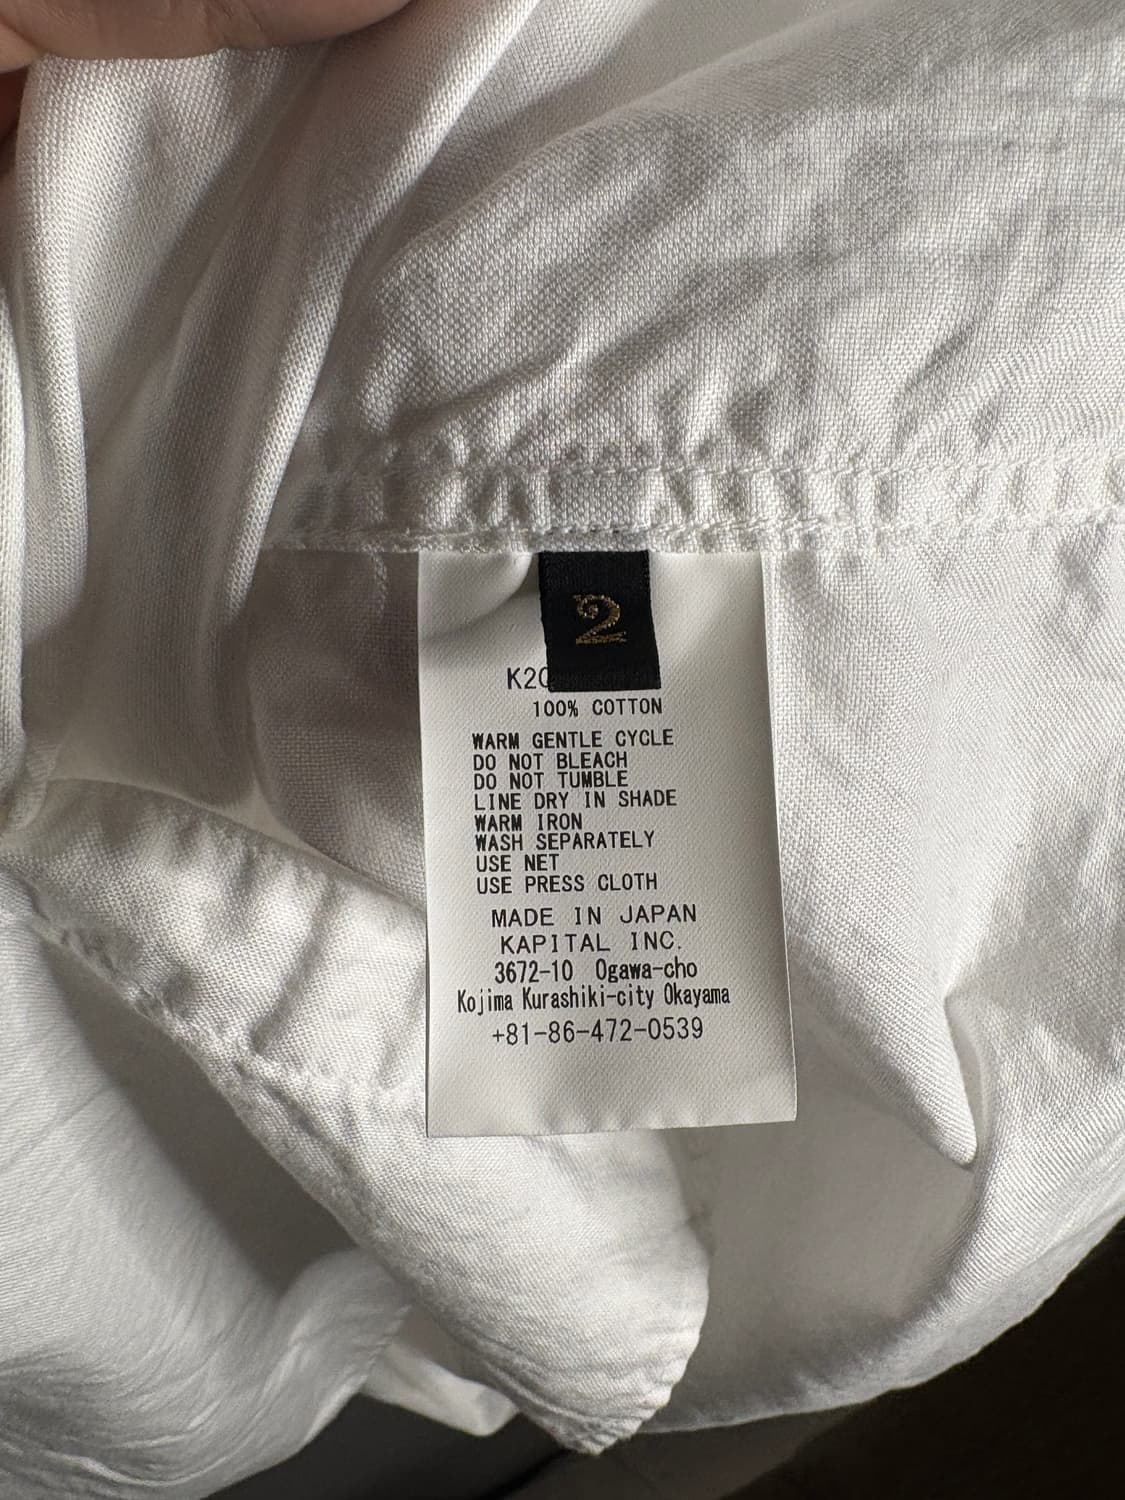 2
100% COTTON
WARM GENTLE CYCLE
DO NOT BLEACH
DO NOT TUMBLE
LINE DRY IN SHADE
WARM IRON
WASH SEPARATELY
USE NET
USE PRESS CLOTH
MADE IN JAPAN
KAPITAL INC.
3672-10 Ogawa-cho
Kojima Kurashiki-city Okayama
+81-86-472-0539